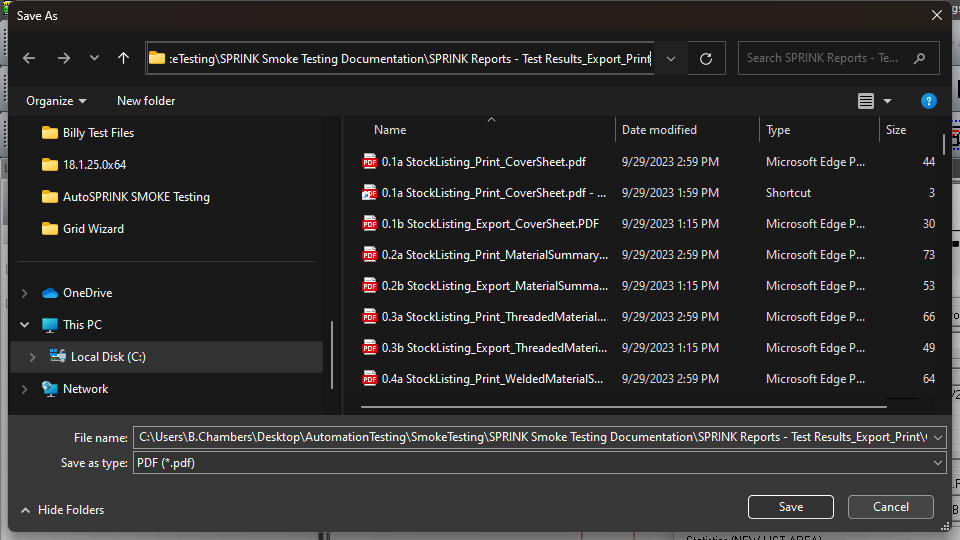 Save As
:eTesting\SPRINK Smoke Testing Documentation\SPRINK Reports - Test Results_Export_Print
Search SPRINK Reports - Te...
Organize
New folder
?
Billy Test Files
18.1.25.0x64
AutoSPRINK SMOKE Testing
Grid Wizard
OneDrive
This PC
Local Disk (C:)
Network
Name Date modified Type Size
0.1a StockListing_Print_CoverSheet.pdf 9/29/2023 2:59 PM Microsoft Edge P... 44
0.1a StockListing_Print_CoverSheet.pdf - ... 9/29/2023 1:59 PM Shortcut 3
0.1b StockListing_Export_CoverSheet.PDF 9/29/2023 1:15 PM Microsoft Edge P... 30
0.2a StockListing_Print_MaterialSummary... 9/29/2023 2:59 PM Microsoft Edge P... 73
0.2b StockListing_Export_MaterialSumma... 9/29/2023 1:15 PM Microsoft Edge P... 53
0.3a StockListing_Print_ThreadedMaterial... 9/29/2023 2:59 PM Microsoft Edge P... 66
0.3b StockListing_Export_ThreadedMateri... 9/29/2023 1:15 PM Microsoft Edge P... 49
0.4a StockListing_Print_WeldedMaterialS... 9/29/2023 2:59 PM Microsoft Edge P... 64
File name: C:\Users\B.Chambers\Desktop\AutomationTesting\SmokeTesting\SPRINK Smoke Testing Documentation\SPRINK Reports - Test Results_Export_Print\
Save as type: PDF (*.pdf)
Hide Folders
Save
Cancel